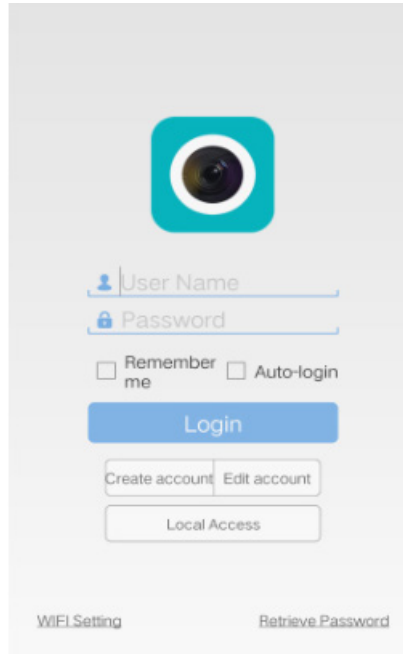 User Name
Password
Remember
me
Auto-login
Login
Create account
Edit account
Local Access
WIFI Setting
Retrieve Password